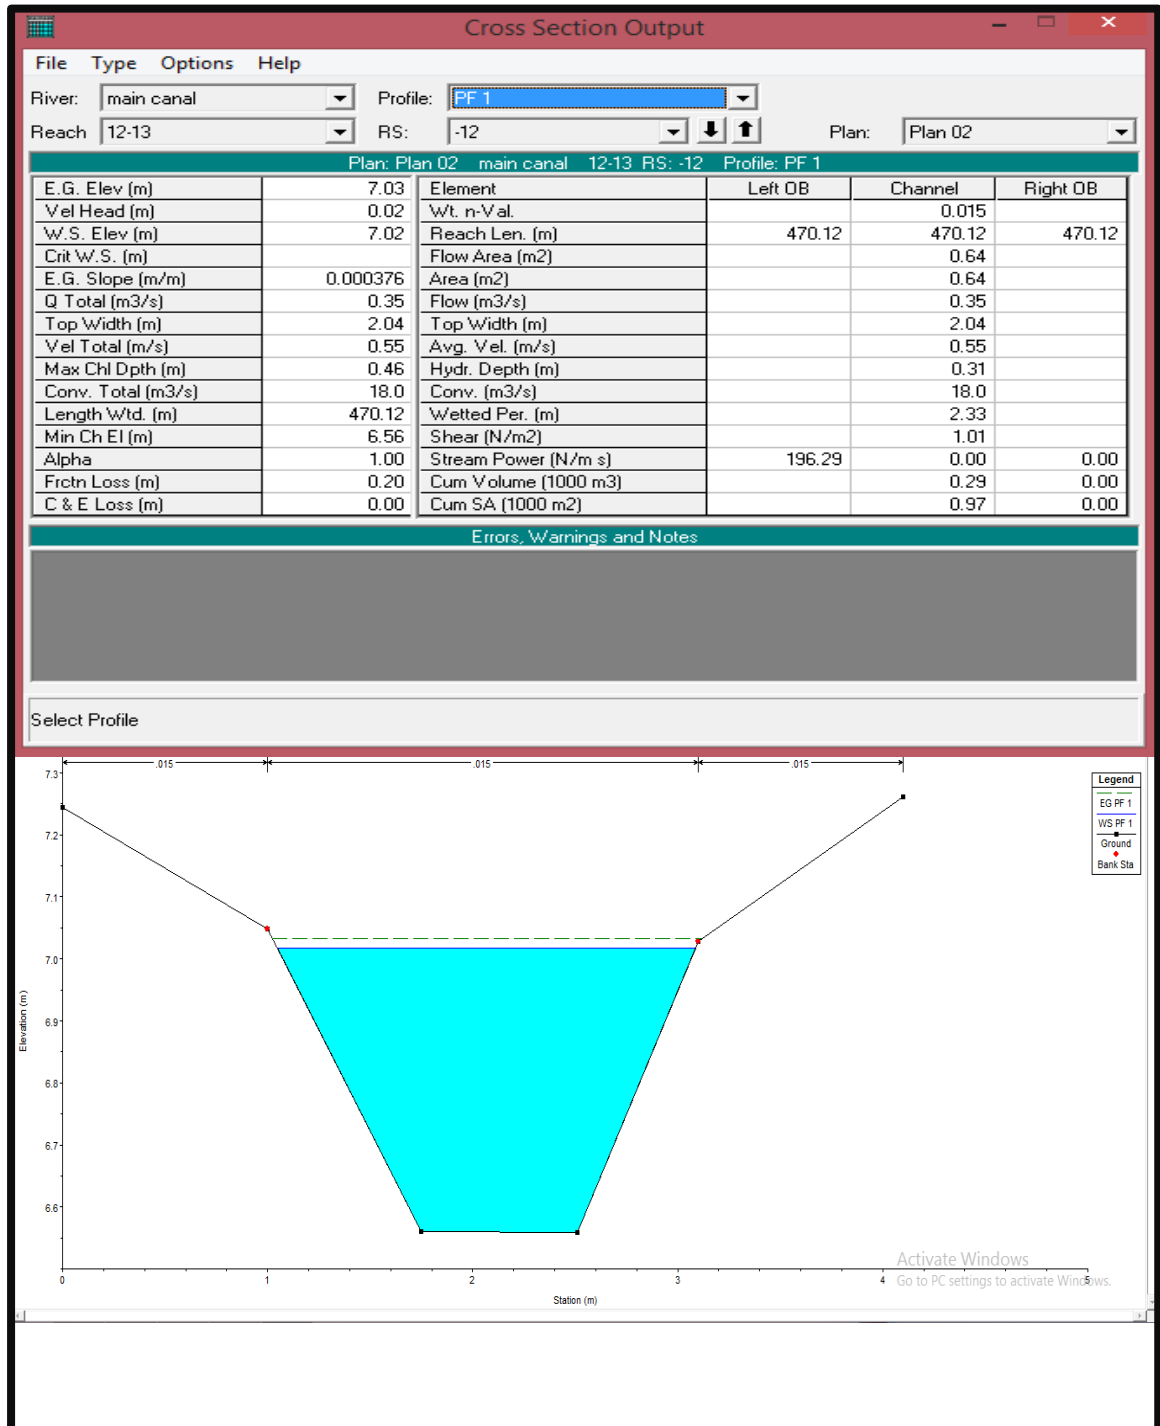 Cross Section Output
File Type Options Help
River: main canal Profile: PF 1
Reach 12-13 RS: -12 Plan: Plan 02
Plan: Plan 02 main canal 12-13 RS: -12 Profile: PF 1
E.G. Elev (m) 7.03 Element Left OB Channel Right OB
Vel Head (m) 0.02 Wt. n-Val. 0.015
W.S. Elev (m) 7.02 Reach Len. (m) 470.12 470.12 470.12
Crit W.S. (m) Flow Area (m2) 0.64
E.G. Slope (m/m) 0.000376 Area (m2) 0.64
Q Total (m3/s) 0.35 Flow (m3/s) 0.35
Top Width (m) 2.04 Top Width (m) 2.04
Vel Total (m/s) 0.55 Avg. Vel. (m/s) 0.55
Max Chl Dpth (m) 0.46 Hydr. Depth (m) 0.31
Conv. Total (m3/s) 18.0 Conv. (m3/s) 18.0
Length Wtd. (m) 470.12 Wetted Per. (m) 2.33
Min Ch El (m) 6.56 Shear (N/m2) 1.01
Alpha 1.00 Stream Power (N/m s) 196.29 0.00 0.00
Frctn Loss (m) 0.20 Cum Volume (1000 m3) 0.29 0.00
C & E Loss (m) 0.00 Cum SA (1000 m2) 0.97 0.00
Errors, Warnings and Notes
Select Profile
.015 .015 .015
7.3
7.2
7.1
7.0
6.9
6.8
6.7
6.6
Elevation (m)
0 1 2 3 4 5
Station (m)
Legend
EG PF 1
WS PF 1
Ground
Bank Sta
Activate Windows
Go to PC settings to activate Windows.